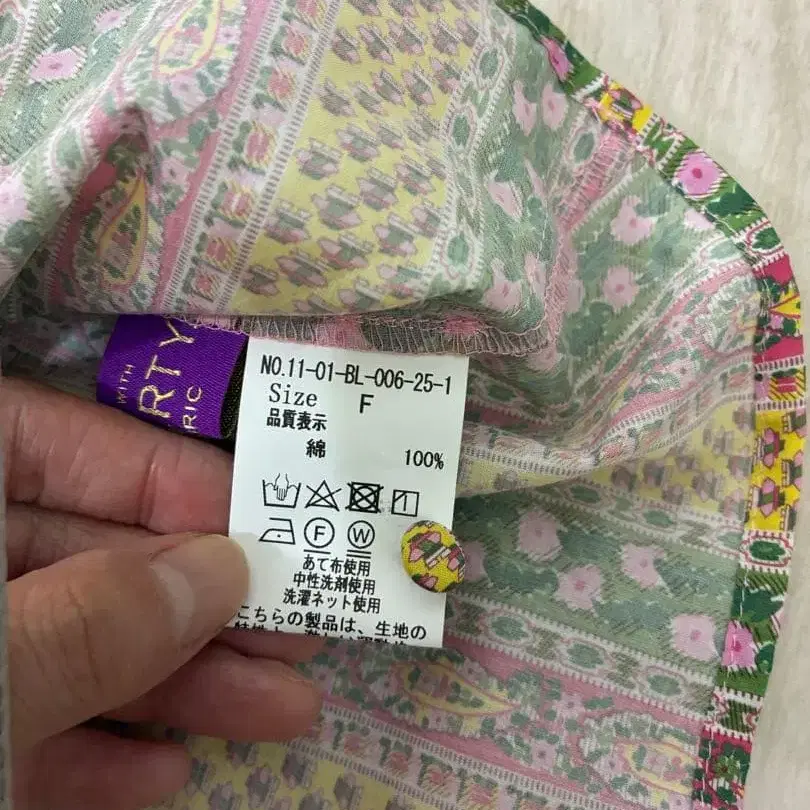 WITH
RTY
RIC
NO.11-01-BL-006-25-1
Size F
品質表示
綿 100%
F W
あて布使用
中性洗剤使用
洗濯ネット使用
こちらの製品は、生地の